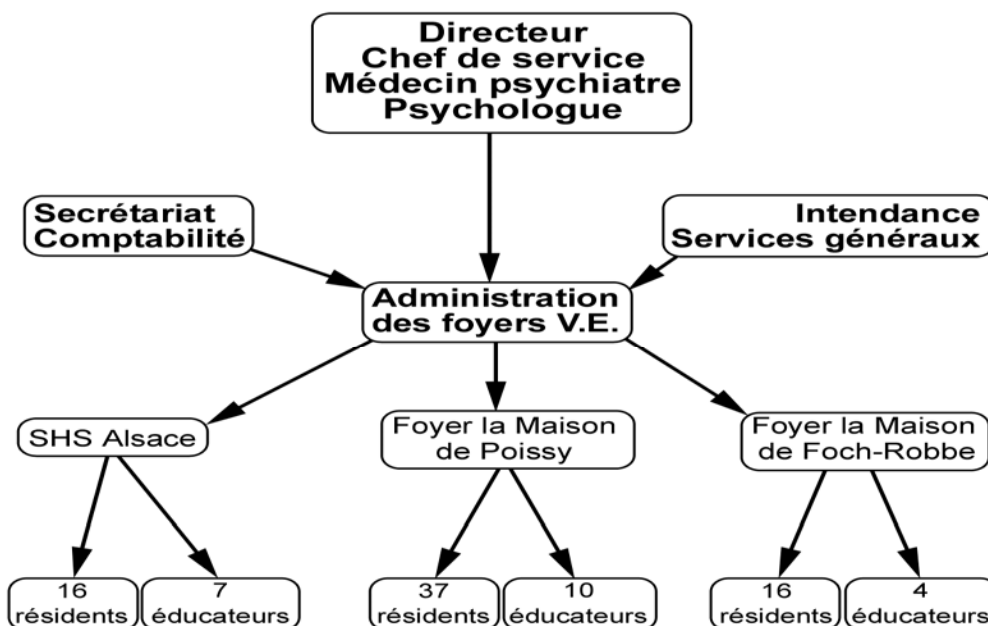 Directeur
Chef de service
Médecin psychiatre
Psychologue
Secrétariat
Comptabilité
Intendance
Services généraux
Administration
des foyers V.E.
SHS Alsace
Foyer la Maison
de Poissy
Foyer la Maison
de Foch-Robbe
16
résidents
7
éducateurs
37
résidents
10
éducateurs
16
résidents
4
éducateurs